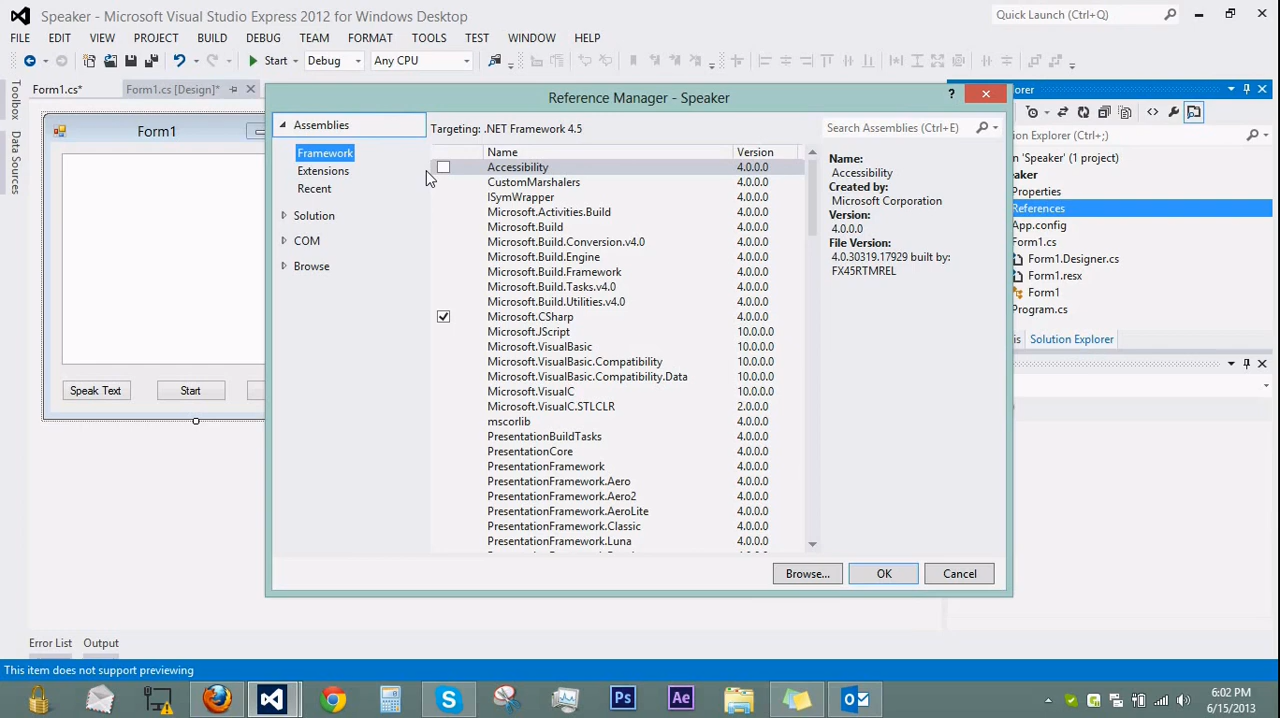 Speaker - Microsoft Visual Studio Express 2012 for Windows Desktop
Quick Launch (Ctrl+Q)
FILE EDIT VIEW PROJECT BUILD DEBUG TEAM FORMAT TOOLS TEST WINDOW HELP
Start Debug Any CPU
Toolbox
Data Sources
Form1.cs* Form1.cs [Design]*
Form1
Speak Text Start
Reference Manager - Speaker
?
Assemblies
Framework
Extensions
Recent
Solution
COM
Browse
Targeting: .NET Framework 4.5
Search Assemblies (Ctrl+E)
Name Version
Accessibility 4.0.0.0
CustomMarshalers 4.0.0.0
ISymWrapper 4.0.0.0
Microsoft.Activities.Build 4.0.0.0
Microsoft.Build 4.0.0.0
Microsoft.Build.Conversion.v4.0 4.0.0.0
Microsoft.Build.Engine 4.0.0.0
Microsoft.Build.Framework 4.0.0.0
Microsoft.Build.Tasks.v4.0 4.0.0.0
Microsoft.Build.Utilities.v4.0 4.0.0.0
Microsoft.CSharp 4.0.0.0
Microsoft.JScript 10.0.0.0
Microsoft.VisualBasic 10.0.0.0
Microsoft.VisualBasic.Compatibility 10.0.0.0
Microsoft.VisualBasic.Compatibility.Data 10.0.0.0
Microsoft.VisualC 10.0.0.0
Microsoft.VisualC.STLCLR 2.0.0.0
mscorlib 4.0.0.0
PresentationBuildTasks 4.0.0.0
PresentationCore 4.0.0.0
PresentationFramework 4.0.0.0
PresentationFramework.Aero 4.0.0.0
PresentationFramework.Aero2 4.0.0.0
PresentationFramework.AeroLite 4.0.0.0
PresentationFramework.Classic 4.0.0.0
PresentationFramework.Luna 4.0.0.0
Name:
Accessibility
Created by:
Microsoft Corporation
Version:
4.0.0.0
File Version:
4.0.30319.17929 built by:
FX45RTMREL
Browse... OK Cancel
orer
Explorer (Ctrl+;)
n 'Speaker' (1 project)
eaker
Properties
References
App.config
Form1.cs
Form1.Designer.cs
Form1.resx
Form1
Program.cs
is Solution Explorer
Error List Output
This item does not support previewing
S Ps Ae
6:02 PM
6/15/2013